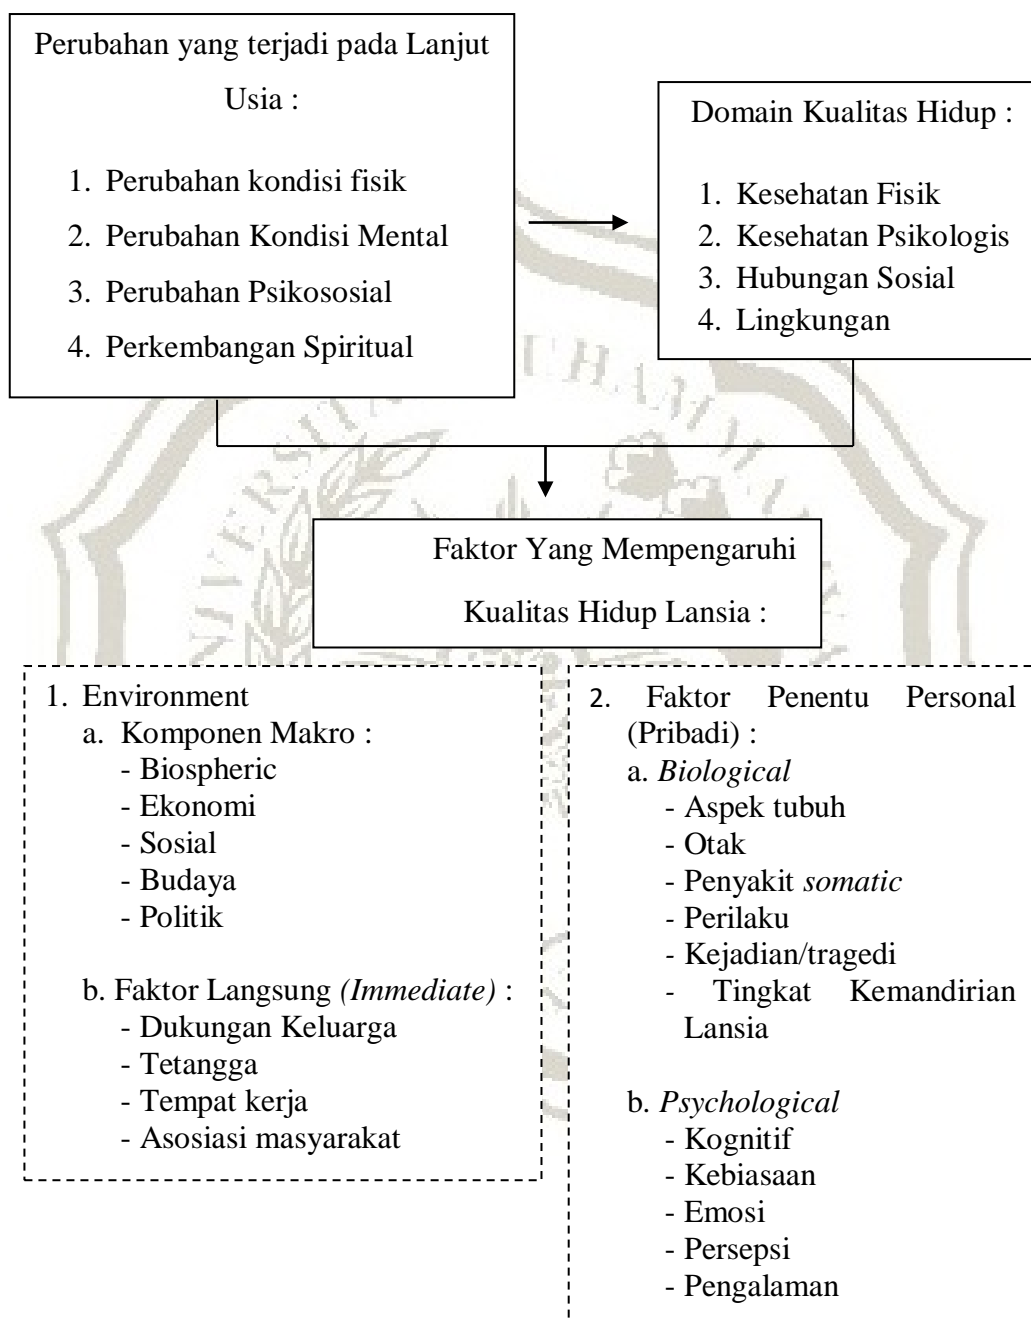 Perubahan yang terjadi pada Lanjut
Usia :
1. Perubahan kondisi fisik
2. Perubahan Kondisi Mental
3. Perubahan Psikososial
4. Perkembangan Spiritual
Domain Kualitas Hidup :
1. Kesehatan Fisik
2. Kesehatan Psikologis
3. Hubungan Sosial
4. Lingkungan
Faktor Yang Mempengaruhi
Kualitas Hidup Lansia :
1. Environment
a. Komponen Makro :
- Biospheric
- Ekonomi
- Sosial
- Budaya
- Politik
b. Faktor Langsung (Immediate) :
- Dukungan Keluarga
- Tetangga
- Tempat kerja
- Asosiasi masyarakat
2. Faktor Penentu Personal
(Pribadi) :
a. Biological
- Aspek tubuh
- Otak
- Penyakit somatic
- Perilaku
- Kejadian/tragedi
- Tingkat Kemandirian
Lansia
b. Psychological
- Kognitif
- Kebiasaan
- Emosi
- Persepsi
- Pengalaman